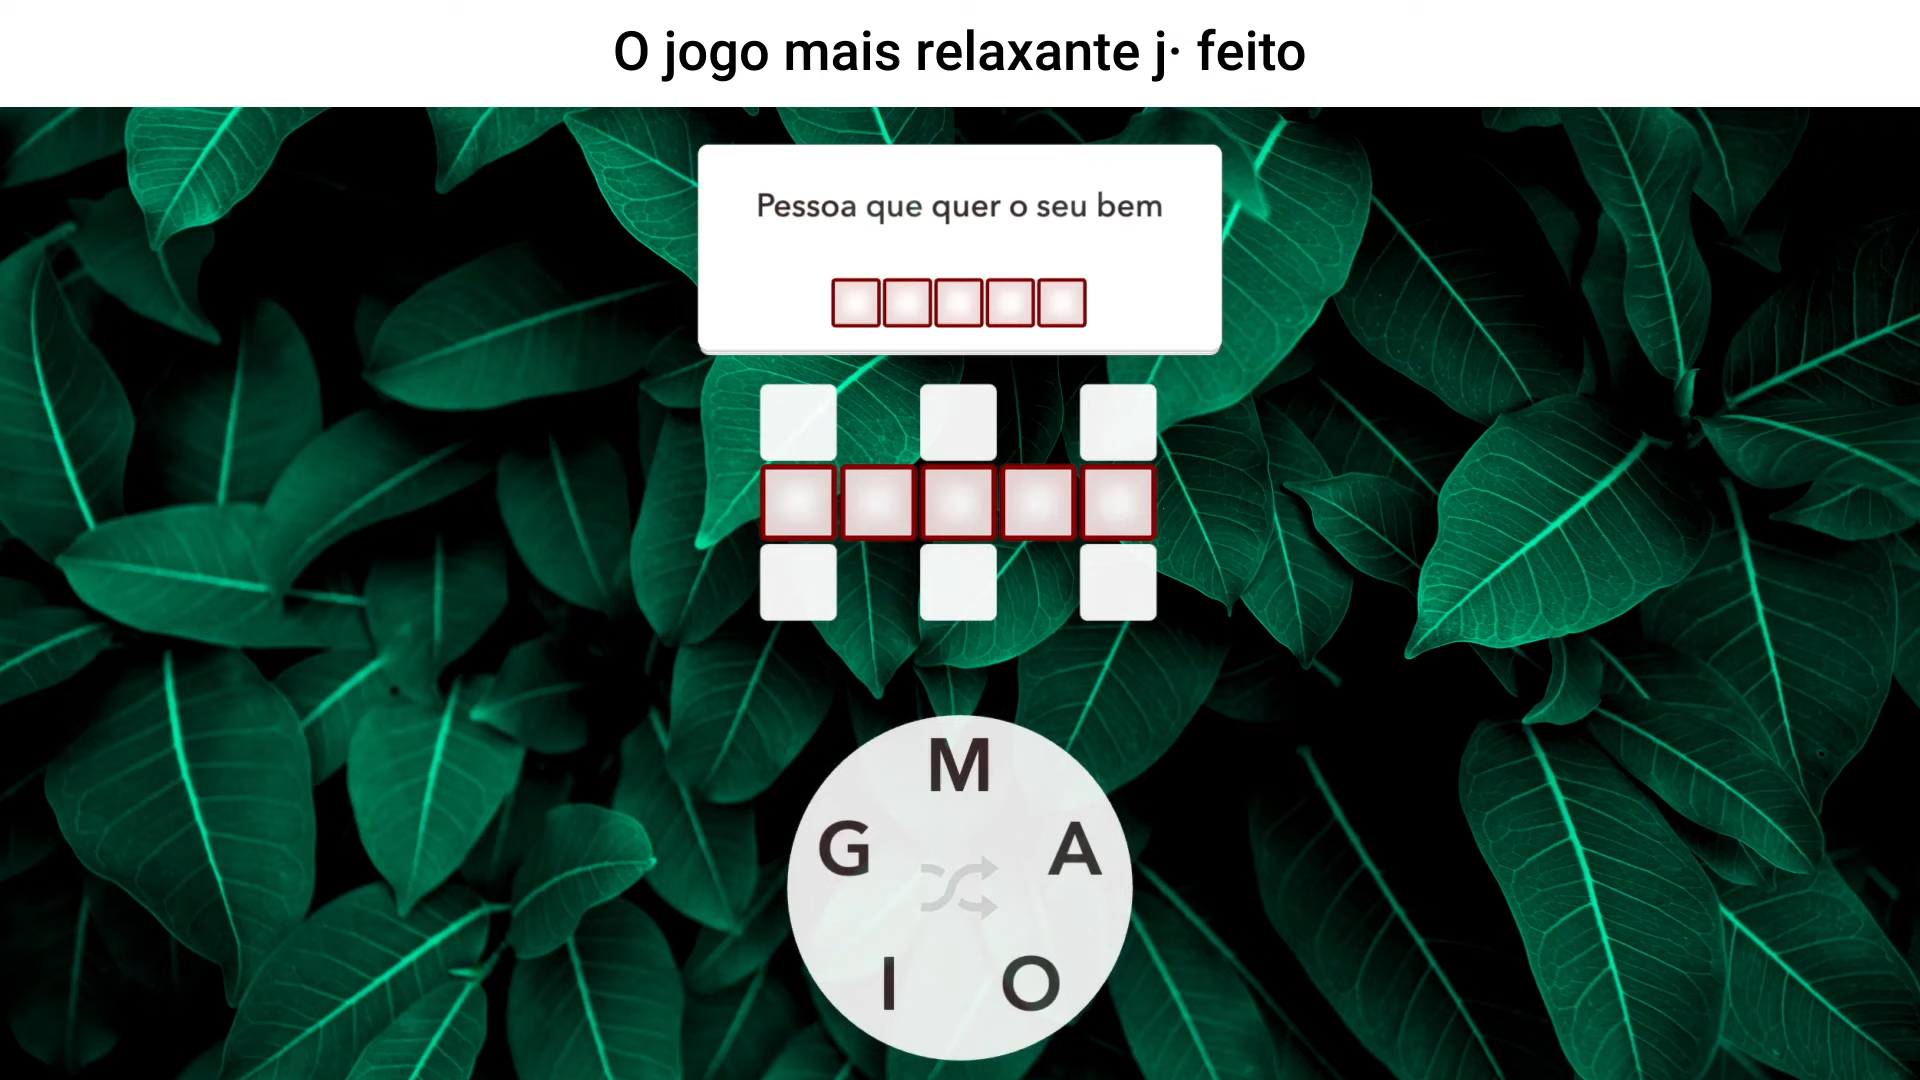 O jogo mais relaxante j· feito
Pessoa que quer o seu bem
M
G A
I O